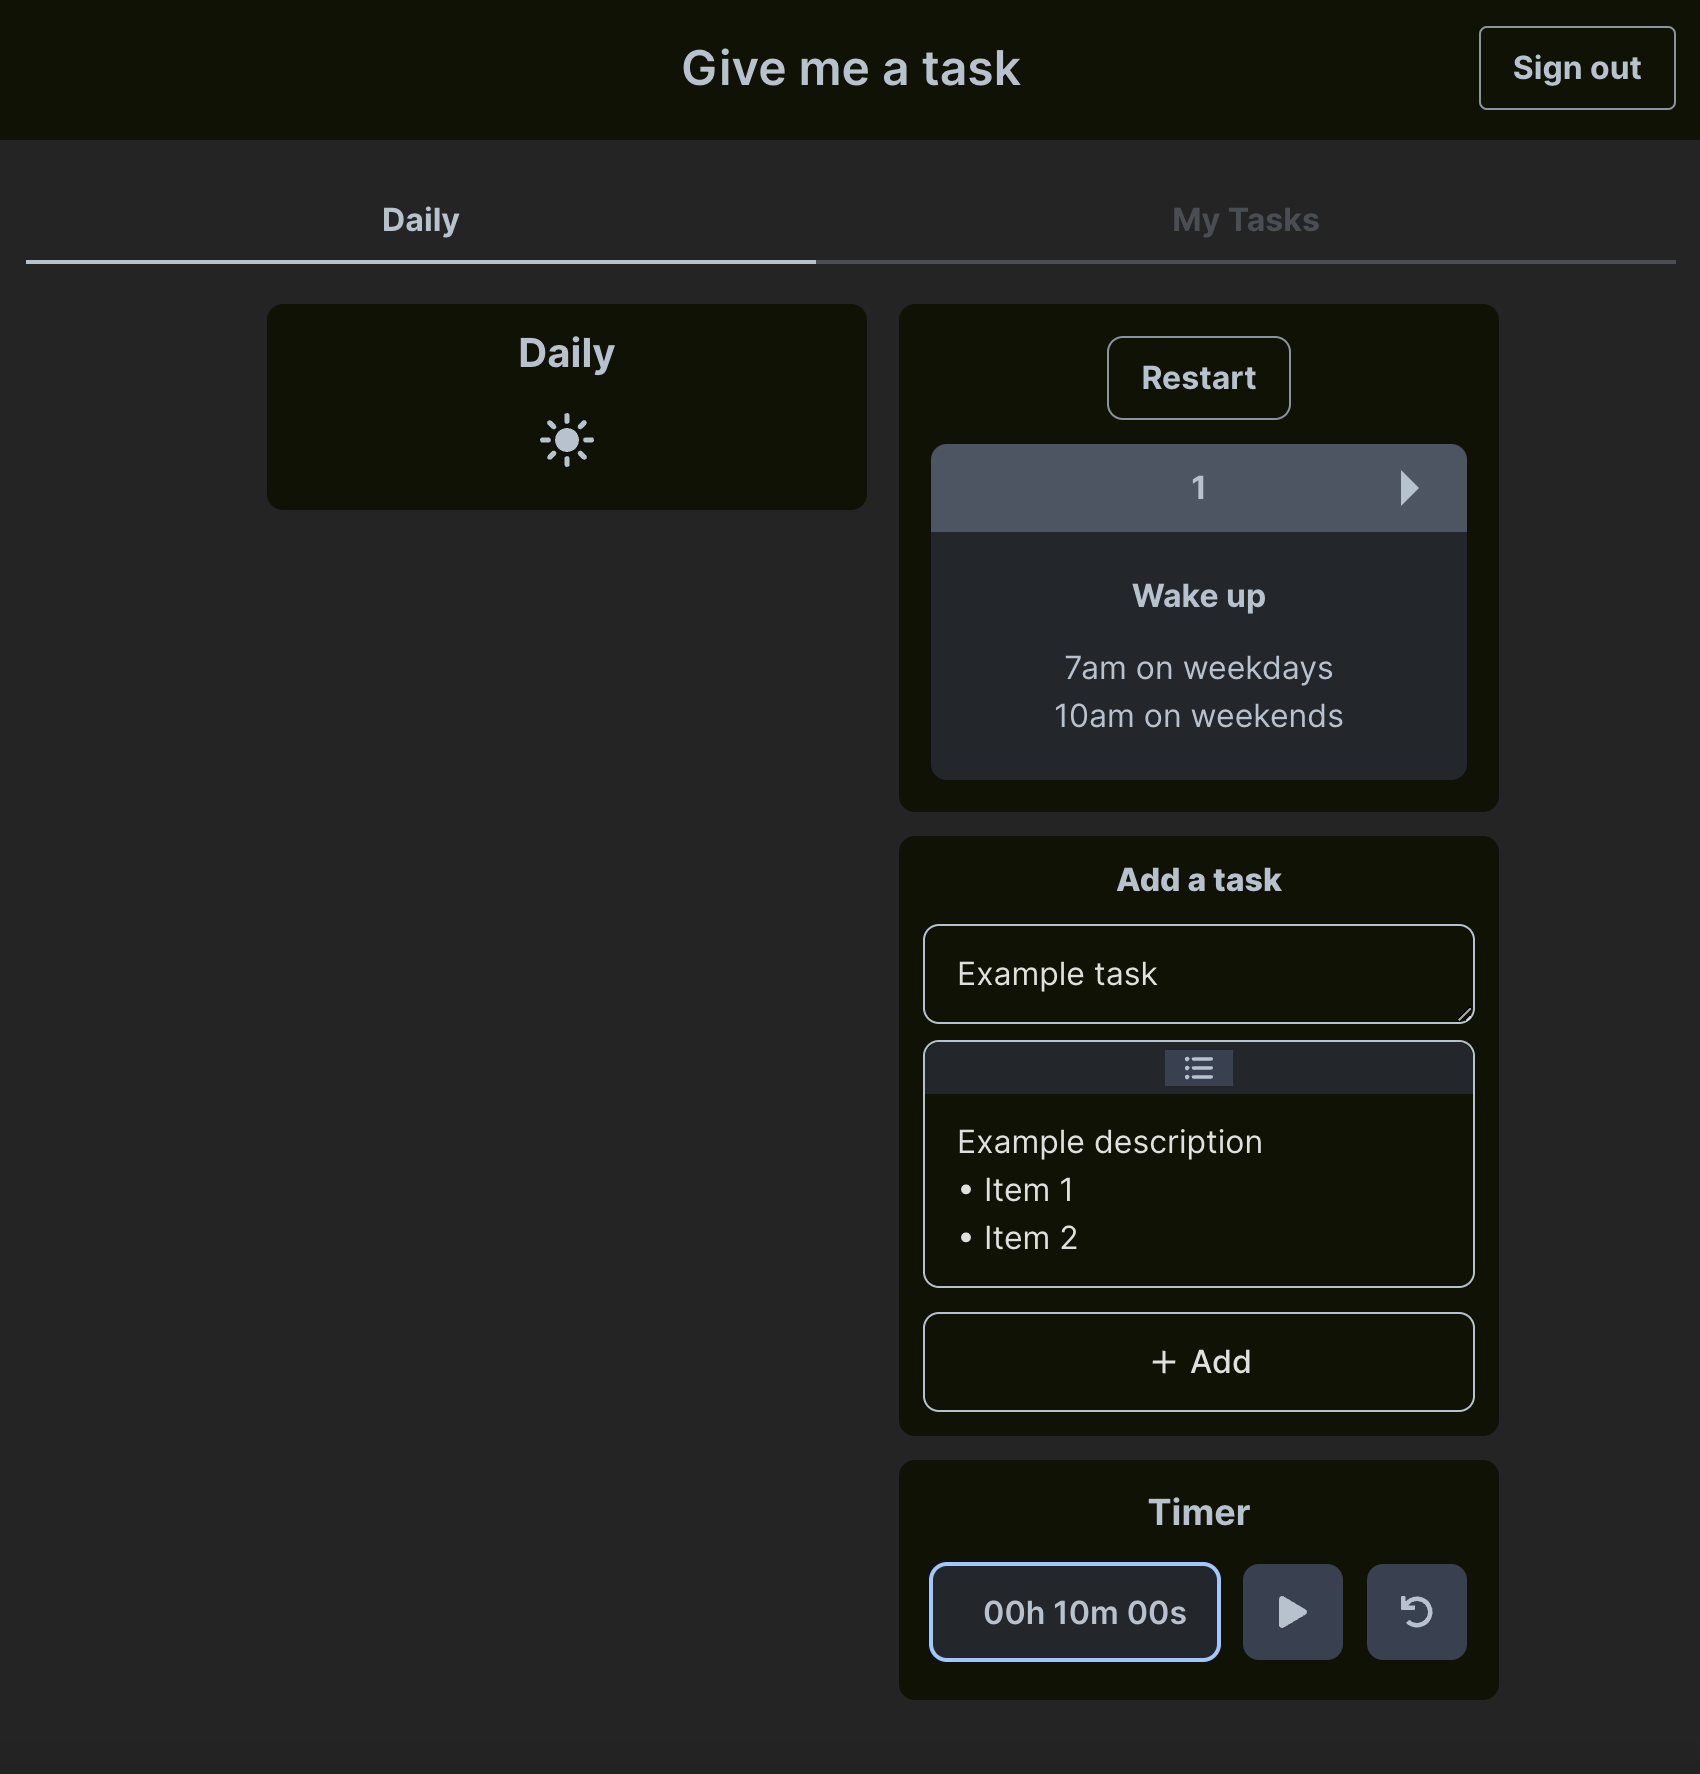 Give me a task
Sign out
Daily
My Tasks
Daily
Restart
1
Wake up
7am on weekdays
10am on weekends
Add a task
Example task
Example description
• Item 1
• Item 2
+ Add
Timer
00h 10m 00s